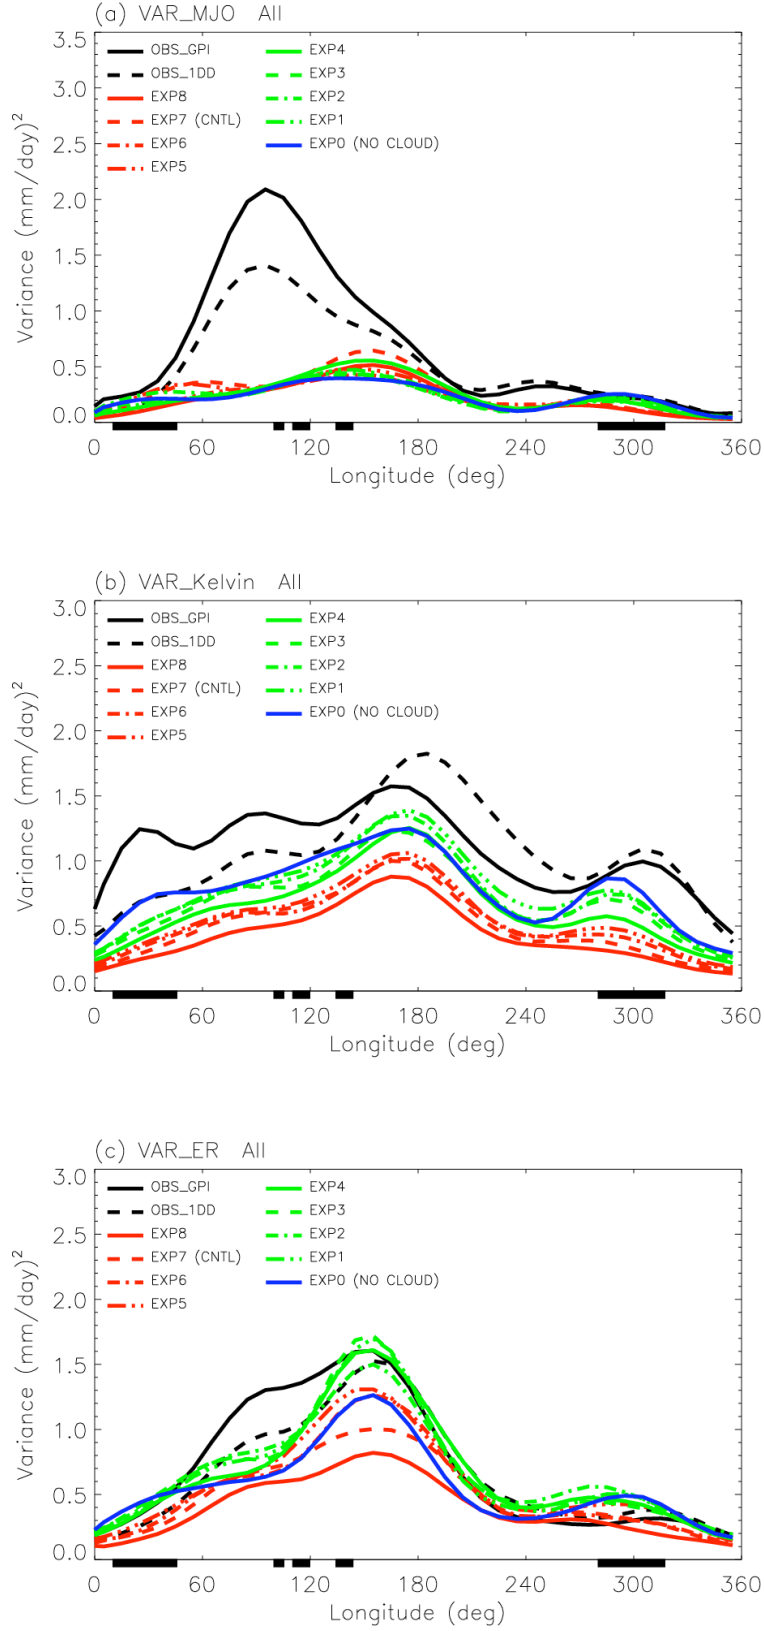 (a) VAR_MJO All
3.5
3.0
2.5
2.0
1.5
1.0
0.5
0.0
Variance (mm/day)²
OBS_GPI
OBS_1DD
EXP8
EXP7 (CNTL)
EXP6
EXP5
EXP4
EXP3
EXP2
EXP1
EXP0 (NO CLOUD)
0 60 120 180 240 300 360
Longitude (deg)
(b) VAR_Kelvin All
3.0
2.5
2.0
1.5
1.0
0.5
0.0
Variance (mm/day)²
OBS_GPI
OBS_1DD
EXP8
EXP7 (CNTL)
EXP6
EXP5
EXP4
EXP3
EXP2
EXP1
EXP0 (NO CLOUD)
0 60 120 180 240 300 360
Longitude (deg)
(c) VAR_ER All
3.0
2.5
2.0
1.5
1.0
0.5
0.0
Variance (mm/day)²
OBS_GPI
OBS_1DD
EXP8
EXP7 (CNTL)
EXP6
EXP5
EXP4
EXP3
EXP2
EXP1
EXP0 (NO CLOUD)
0 60 120 180 240 300 360
Longitude (deg)